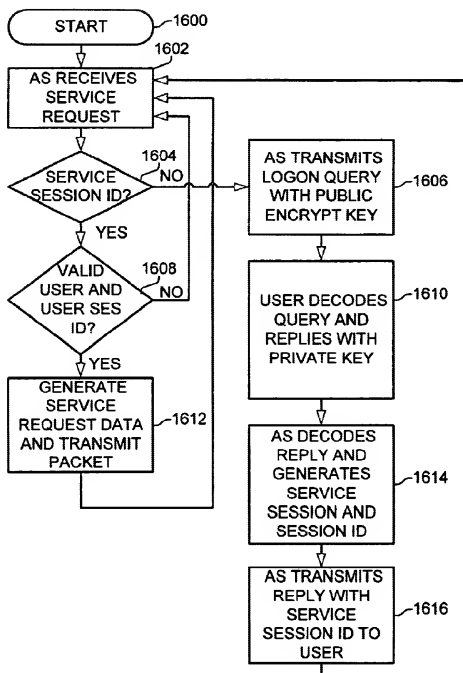 START
1600
1602
AS RECEIVES
SERVICE
REQUEST
SERVICE
SESSION ID?
1604
NO
YES
AS TRANSMITS
LOGON QUERY
WITH PUBLIC
ENCRYPT KEY
1606
VALID
USER AND
USER SES
ID?
1608
NO
YES
USER DECODES
QUERY AND
REPLIES WITH
PRIVATE KEY
1610
GENERATE
SERVICE
REQUEST DATA
AND TRANSMIT
PACKET
1612
AS DECODES
REPLY AND
GENERATES
SERVICE
SESSION AND
SESSION ID
1614
AS TRANSMITS
REPLY WITH
SERVICE
SESSION ID TO
USER
1616